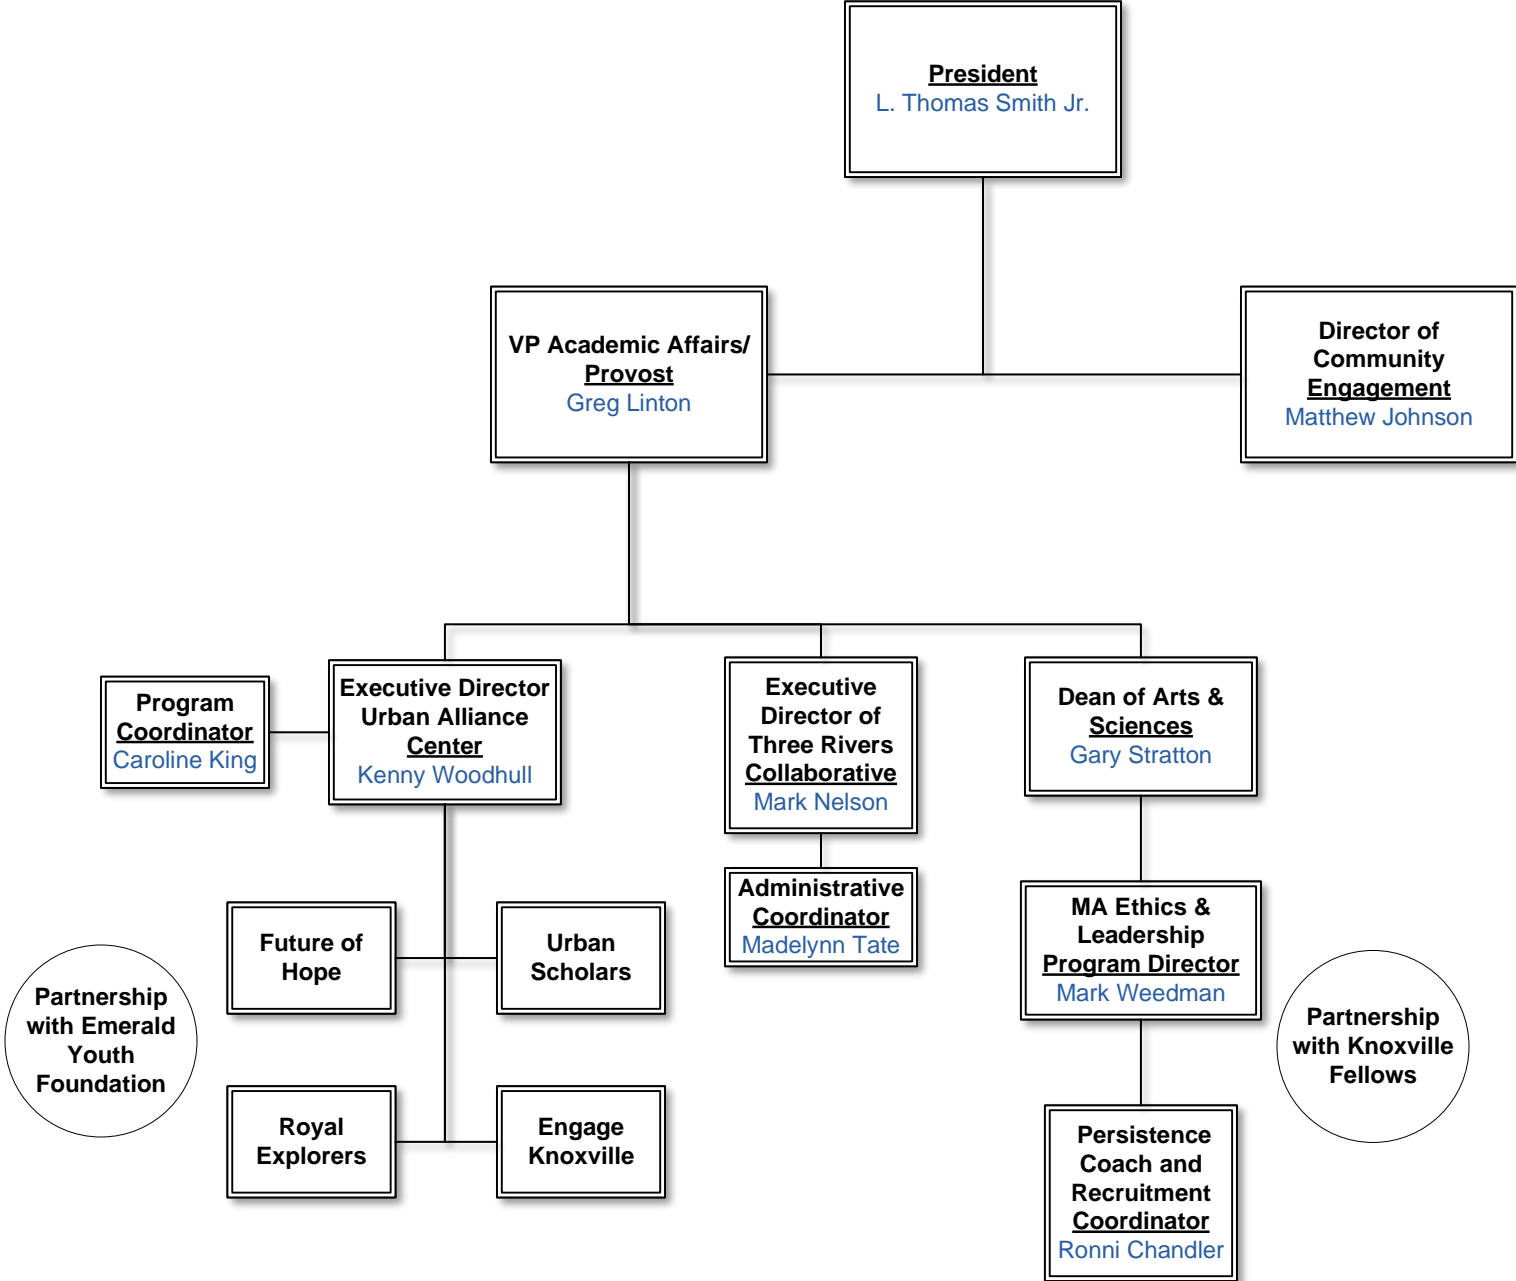 President
L. Thomas Smith Jr.
VP Academic Affairs/
Provost
Greg Linton
Director of
Community
Engagement
Matthew Johnson
Program
Coordinator
Caroline King
Executive Director
Urban Alliance
Center
Kenny Woodhull
Executive
Director of
Three Rivers
Collaborative
Mark Nelson
Dean of Arts &
Sciences
Gary Stratton
Administrative
Coordinator
Madelynn Tate
MA Ethics &
Leadership
Program Director
Mark Weedman
Future of
Hope
Urban
Scholars
Partnership
with Emerald
Youth
Foundation
Partnership
with Knoxville
Fellows
Royal
Explorers
Engage
Knoxville
Persistence
Coach and
Recruitment
Coordinator
Ronni Chandler